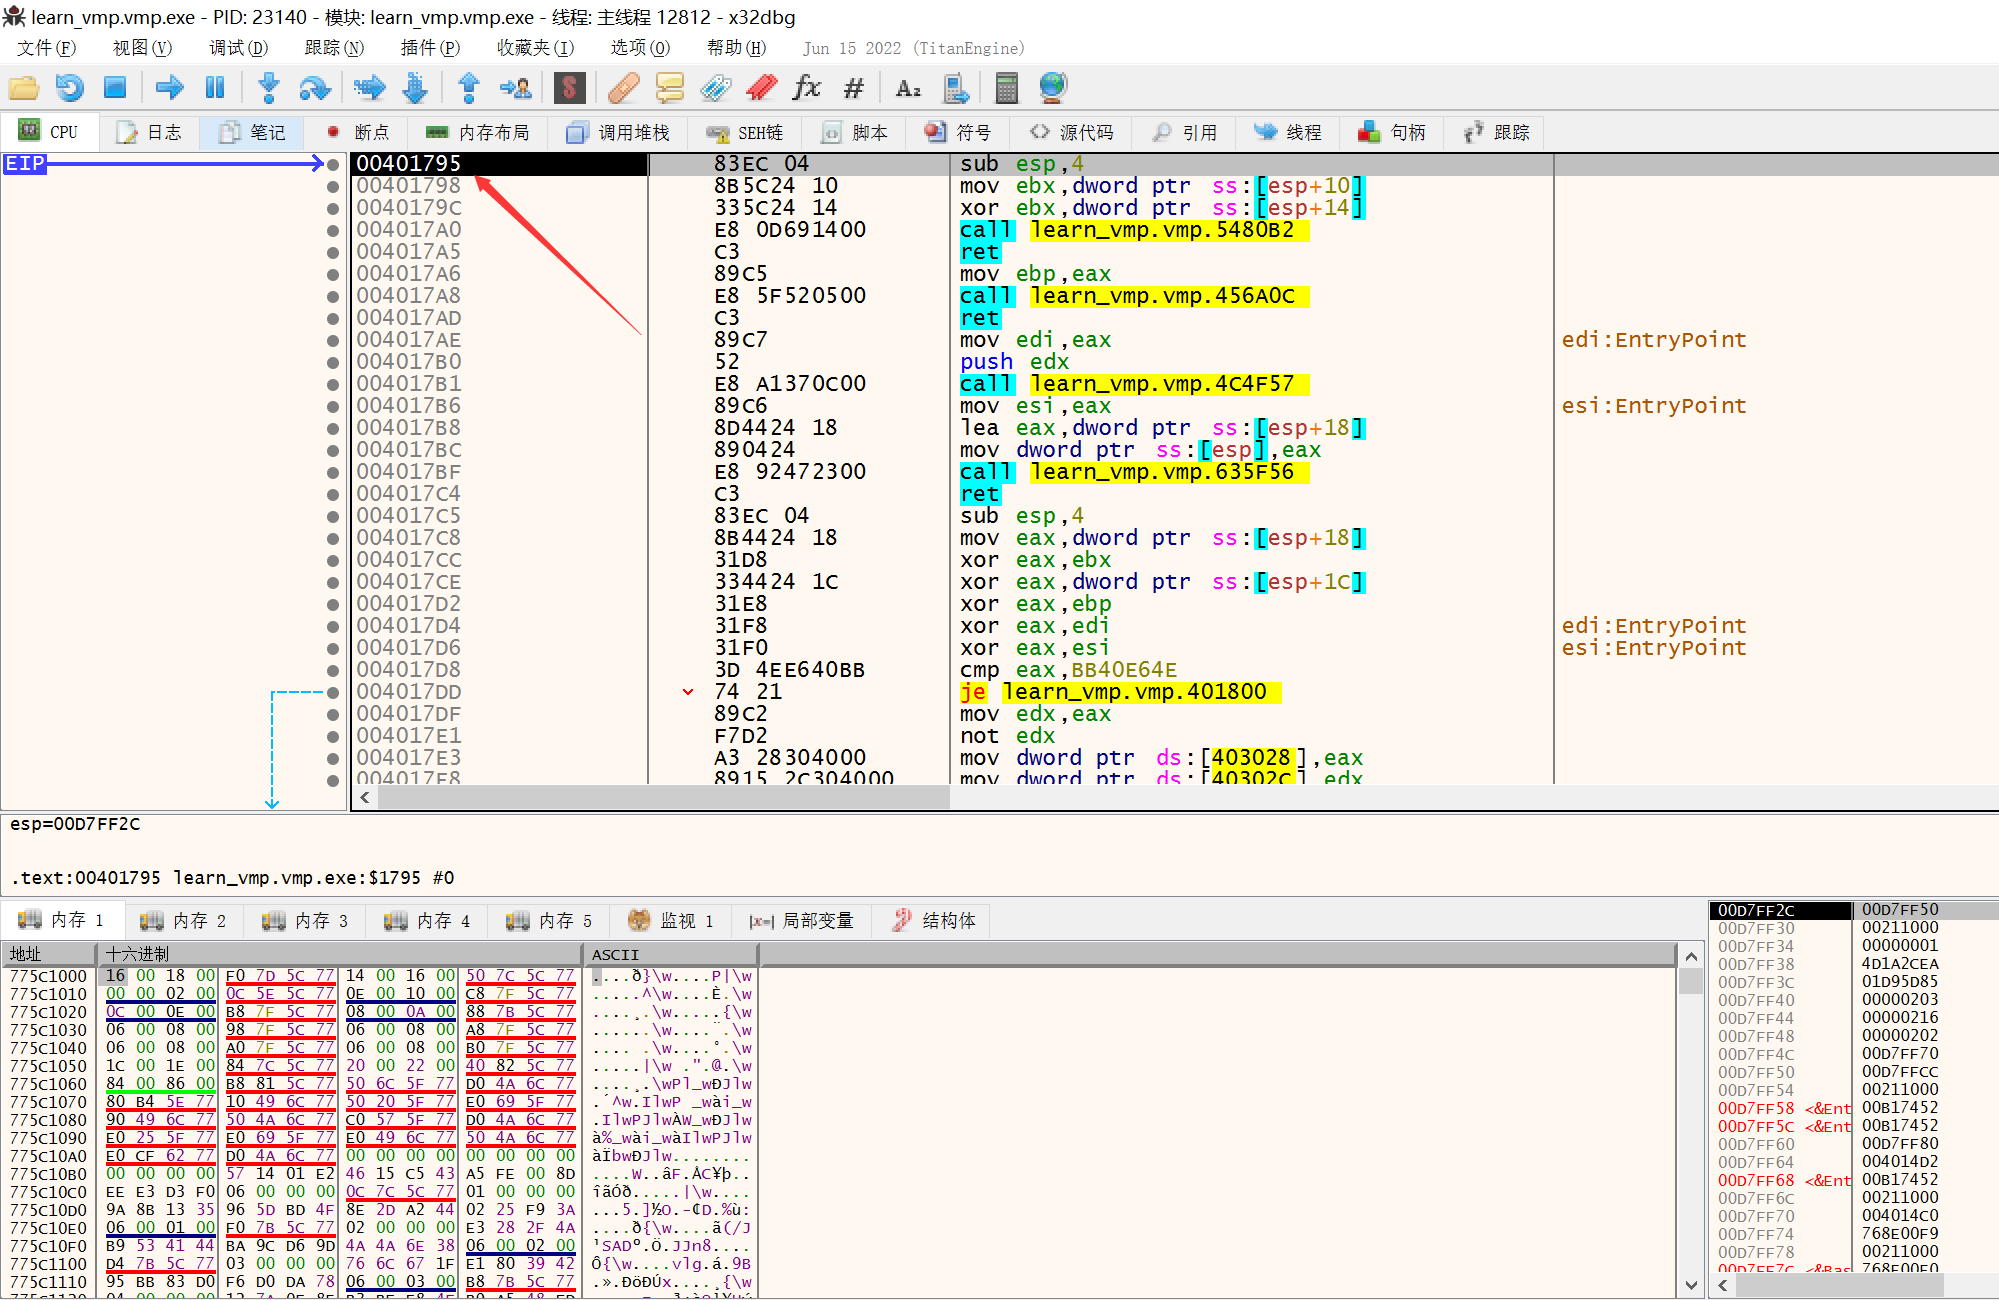 learn_vmp.vmp.exe - PID: 23140 - 模块: learn_vmp.vmp.exe - 线程: 主线程 12812 - x32dbg
文件(F) 视图(V) 调试(D) 跟踪(N) 插件(P) 收藏夹(I) 选项(O) 帮助(H) Jun 15 2022 (TitanEngine)
CPU 日志 笔记 断点 内存布局 调用堆栈 SEH链 脚本 符号 源代码 引用 线程 句柄 跟踪
EIP 00401795 83EC 04 sub esp,4
00401798 8B5C24 10 mov ebx,dword ptr ss:[esp+10]
0040179C 335C24 14 xor ebx,dword ptr ss:[esp+14]
004017A0 E8 0D691400 call learn_vmp.vmp.5480B2
004017A5 C3 ret
004017A6 89C5 mov ebp,eax
004017A8 E8 5F520500 call learn_vmp.vmp.456A0C
004017AD C3 ret
004017AE 89C7 mov edi,eax edi:EntryPoint
004017B0 52 push edx
004017B1 E8 A1370C00 call learn_vmp.vmp.4C4F57
004017B6 89C6 mov esi,eax esi:EntryPoint
004017B8 8D4424 18 lea eax,dword ptr ss:[esp+18]
004017BC 890424 mov dword ptr ss:[esp],eax
004017BF E8 92472300 call learn_vmp.vmp.635F56
004017C4 C3 ret
004017C5 83EC 04 sub esp,4
004017C8 8B4424 18 mov eax,dword ptr ss:[esp+18]
004017CC 31D8 xor eax,ebx
004017CE 334424 1C xor eax,dword ptr ss:[esp+1C]
004017D2 31E8 xor eax,ebp
004017D4 31F8 xor eax,edi edi:EntryPoint
004017D6 31F0 xor eax,esi esi:EntryPoint
004017D8 3D 4EE640BB cmp eax,BB40E64E
004017DD 74 21 je learn_vmp.vmp.401800
004017DF 89C2 mov edx,eax
004017E1 F7D2 not edx
004017E3 A3 28304000 mov dword ptr ds:[403028],eax
004017E8 8915 2C304000 mov dword ptr ds:[40302C],edx
esp=00D7FF2C
.text:00401795 learn_vmp.vmp.exe:$1795 #0
内存 1 内存 2 内存 3 内存 4 内存 5 监视 1 局部变量 结构体
地址 十六进制 ASCII
775C1000 16 00 18 00 F0 7D 5C 77 14 00 16 00 50 7C 5C 77 ....ð}\w....P|\w
775C1010 00 00 02 00 0C 5E 5C 77 0E 00 10 00 C8 7F 5C 77 .....^\w....È.\w
775C1020 0C 00 0E 00 B8 7F 5C 77 08 00 0A 00 88 7B 5C 77 ....¸.\w.....{\w
775C1030 06 00 08 00 98 7F 5C 77 06 00 08 00 A8 7F 5C 77 ......\w....¨.\w
775C1040 06 00 08 00 A0 7F 5C 77 06 00 08 00 B0 7F 5C 77 .... .\w....°.\w
775C1050 1C 00 1E 00 84 7C 5C 77 20 00 22 00 40 82 5C 77 .....|\w .".@.\w
775C1060 84 00 86 00 B8 81 5C 77 50 6C 5F 77 D0 4A 6C 77 ....¸.\wPl_wÐJlw
775C1070 80 B4 5E 77 10 49 6C 77 50 20 5F 77 E0 69 5F 77 .´^w.IlwP _wài_w
775C1080 90 49 6C 77 50 4A 6C 77 C0 57 5F 77 D0 4A 6C 77 .IlwPJlwÀW_wÐJlw
775C1090 E0 25 5F 77 E0 69 5F 77 E0 49 6C 77 50 4A 6C 77 à%_wài_wàIlwPJlw
775C10A0 E0 CF 62 77 D0 4A 6C 77 00 00 00 00 00 00 00 00 àÏbwÐJlw........
775C10B0 00 00 00 00 57 14 01 E2 46 15 C5 43 A5 FE 00 8D ....W..âF.ÅC¥þ..
775C10C0 EE E3 D3 F0 06 00 00 00 0C 7C 5C 77 01 00 00 00 îãÓð.....|\w....
775C10D0 9A 8B 13 35 96 5D BD 4F 8E 2D A2 44 02 25 F9 3A ...5.]½O.-¢D.%ù:
775C10E0 06 00 01 00 F0 7B 5C 77 02 00 00 00 E3 28 2F 4A ....ð{\w....ã(/J
775C10F0 B9 53 41 44 BA 9C D6 9D 4A 4A 6E 38 06 00 02 00 ¹SADº.Ö.JJn8....
775C1100 D4 7B 5C 77 03 00 00 00 76 6C 67 1F E1 80 39 42 Ô{\w....vlg.á.9B
775C1110 95 BB 83 D0 F6 D0 DA 78 06 00 03 00 B8 7B 5C 77 .».ÐöÐÚx....¸{\w
00D7FF2C 00D7FF50
00D7FF30 00211000
00D7FF34 00000001
00D7FF38 4D1A2CEA
00D7FF3C 01D95D85
00D7FF40 00000203
00D7FF44 00000216
00D7FF48 00000202
00D7FF4C 00D7FF70
00D7FF50 00D7FFCC
00D7FF54 00211000
00D7FF58 <&Ent 00B17452
00D7FF5C <&Ent 00B17452
00D7FF60 00D7FF80
00D7FF64 004014D2
00D7FF68 <&Ent 00B17452
00D7FF6C 00211000
00D7FF70 004014C0
00D7FF74 768E00F9
00D7FF78 00211000
00D7FF7C <&Bas 768E00E0